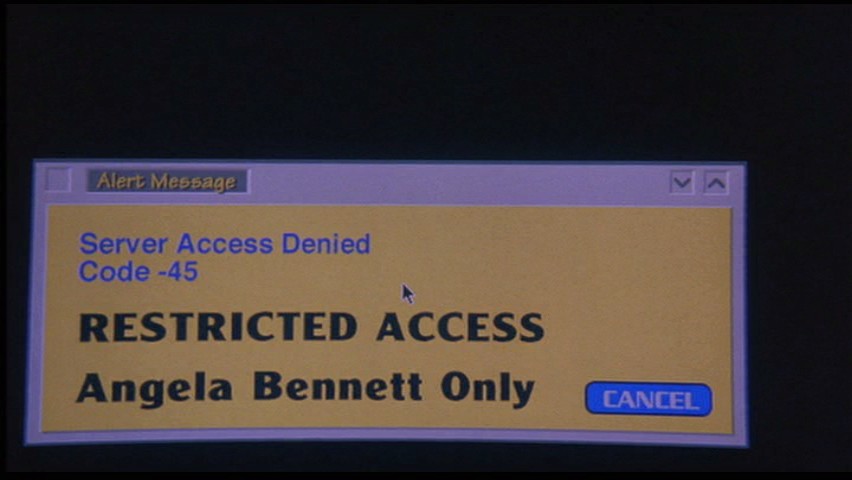 Alert Message
Server Access Denied
Code -45
RESTRICTED ACCESS
Angela Bennett Only
CANCEL